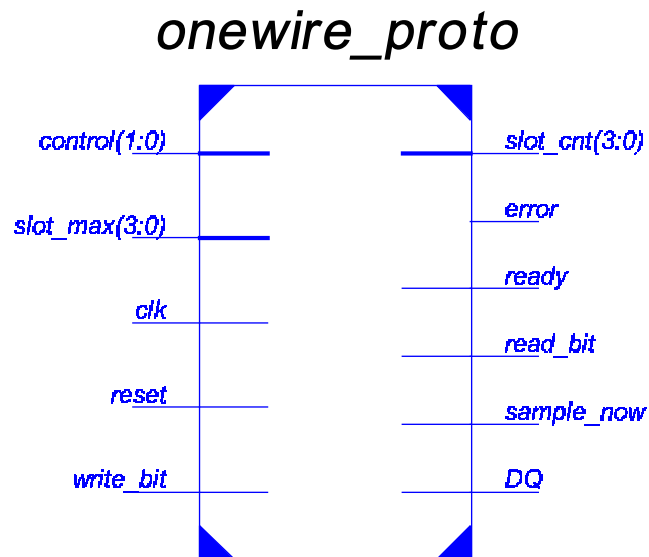 onewire_proto
control(1:0)
slot_max(3:0)
clk
reset
write_bit
slot_cnt(3:0)
error
ready
read_bit
sample_now
DQ